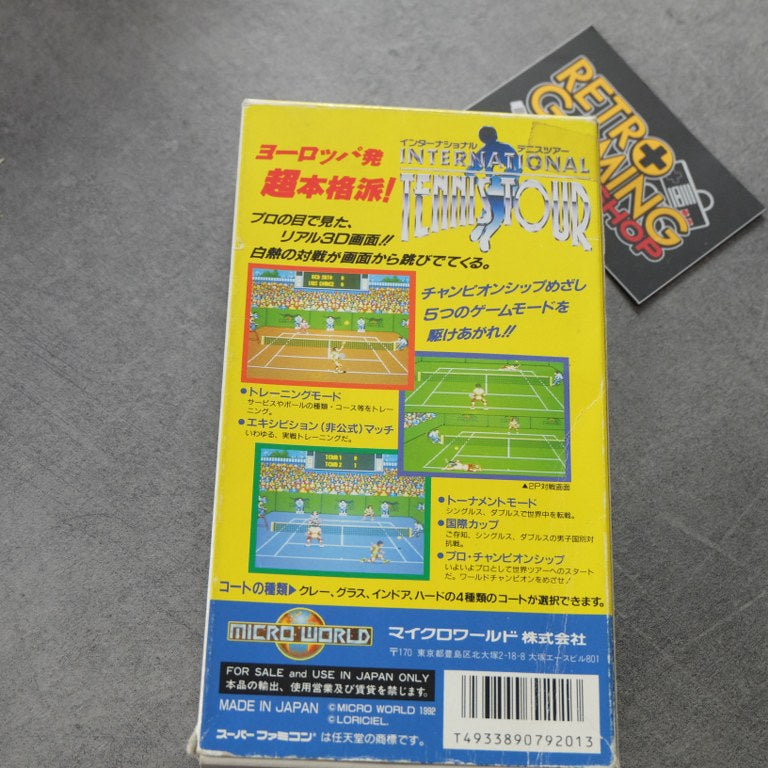 RETRO
GAMING
SHOP
インターナショナル テニスツアー
INTERNATIONAL
TENNIS TOUR
ヨーロッパ発
超本格派!
プロの目で見た、
リアル3D画面!!
白熱の対戦が画面から跳びでてくる。
チャンピオンシップめざし
5つのゲームモードを
駆けあがれ!!
●トレーニングモード
サービスやボールの種類・コース等をトレー
ニング。
●エキシビション(非公式)マッチ
いわゆる、実戦トレーニングだ。
▲2P対戦画面
TEAM 1 0
TEAM 2 1
●トーナメントモード
シングルス、ダブルスで世界中を転戦。
●国際カップ
ご存知、シングルス、ダブルスの男子国別対
抗戦。
●プロ・チャンピオンシップ
いよいよプロとして世界ツアーへのスタート
だ。ワールドチャンピオンをめざせ!
コートの種類▶クレー、グラス、インドア、ハードの4種類のコートが選択できます。
MICRO WORLD
マイクロワールド株式会社
〒170 東京都豊島区北大塚2-18-8 大塚エースビル801
FOR SALE and USE IN JAPAN ONLY
本品の輸出、使用営業及び賃貸を禁じます。
MADE IN JAPAN ©MICRO WORLD 1992
©LORICIEL.
スーパーファミコンは任天堂の商標です。
T4933890792013